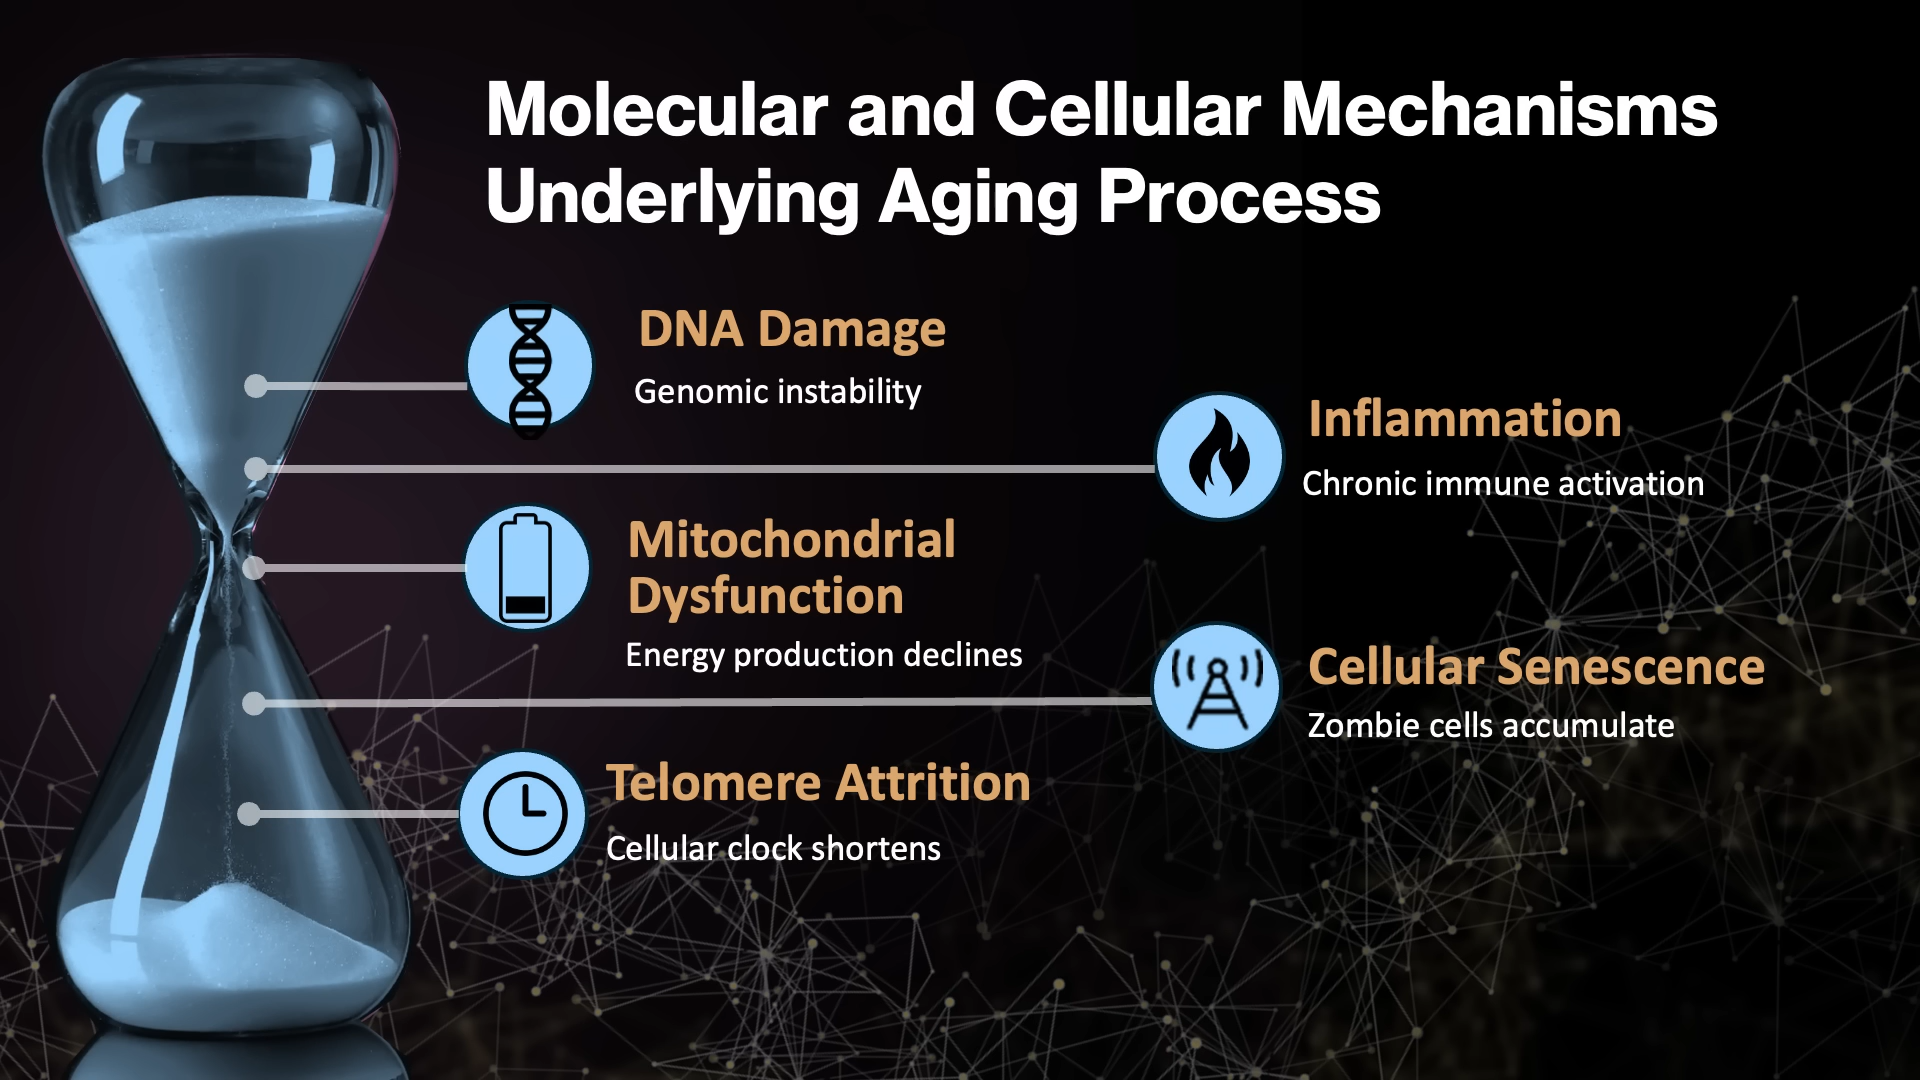 Molecular and Cellular Mechanisms
Underlying Aging Process
DNA Damage
Genomic instability
Inflammation
Chronic immune activation
Mitochondrial
Dysfunction
Energy production declines
Cellular Senescence
Zombie cells accumulate
Telomere Attrition
Cellular clock shortens